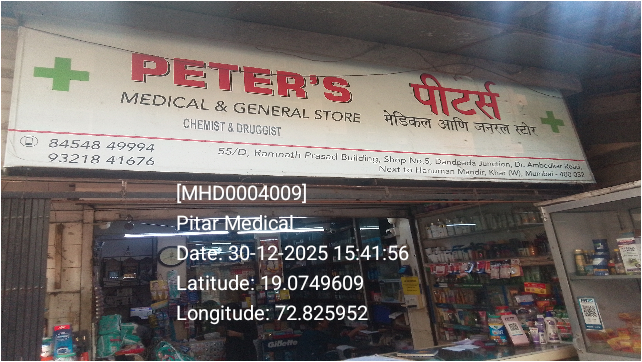 PETER'S
MEDICAL & GENERAL STORE
CHEMIST & DRUGGIST
पीटर्स
मेडिकल आणि जनरल स्टोर
84548 49994
93218 41676
55/D, Ramnath Prasad Building, Shop No.5, Dandpada Junction, Dr. Ambedkar Road,
Next to Hanuman Mandir, Khar (W), Mumbai - 400 052
[MHD0004009]
Pitar Medical
Date: 30-12-2025 15:41:56
Latitude: 19.0749609
Longitude: 72.825952
Gillette